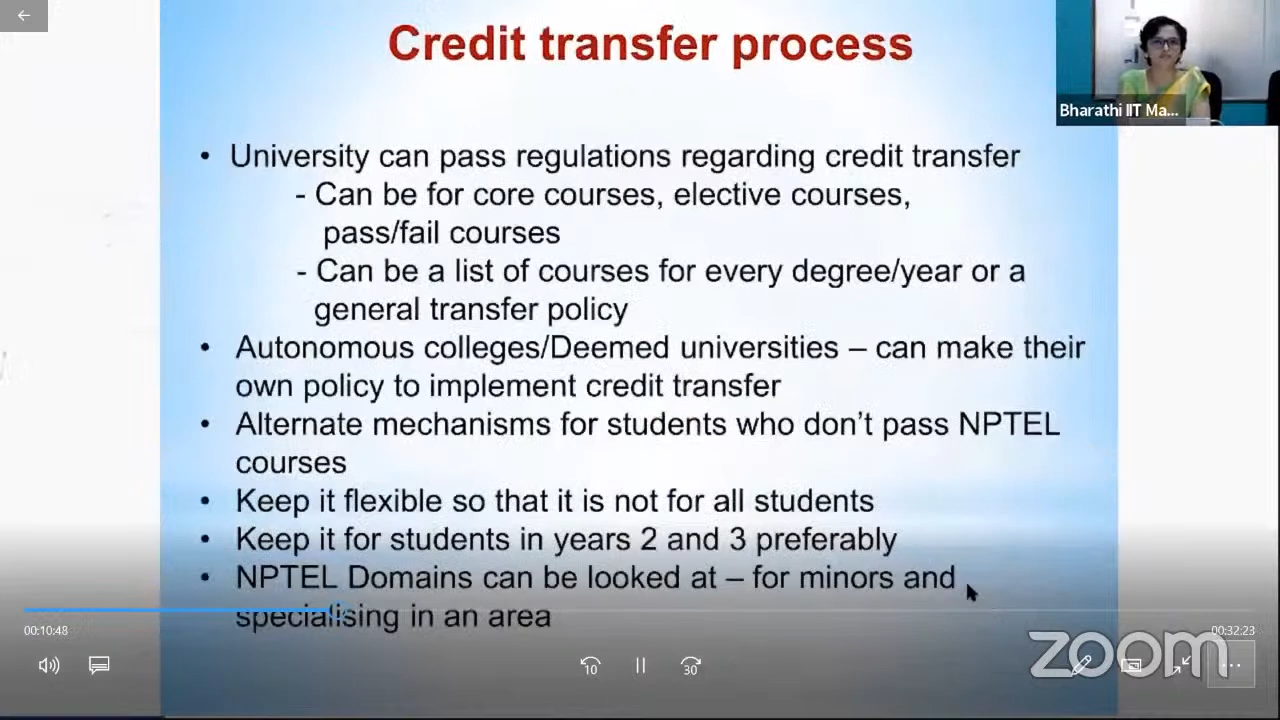 Credit transfer process
Bharathi IIT Ma...
• University can pass regulations regarding credit transfer
- Can be for core courses, elective courses,
pass/fail courses
- Can be a list of courses for every degree/year or a
general transfer policy
• Autonomous colleges/Deemed universities – can make their
own policy to implement credit transfer
• Alternate mechanisms for students who don’t pass NPTEL
courses
• Keep it flexible so that it is not for all students
• Keep it for students in years 2 and 3 preferably
• NPTEL Domains can be looked at – for minors and
specialising in an area
00:10:48
00:32:23
10
30
zoom